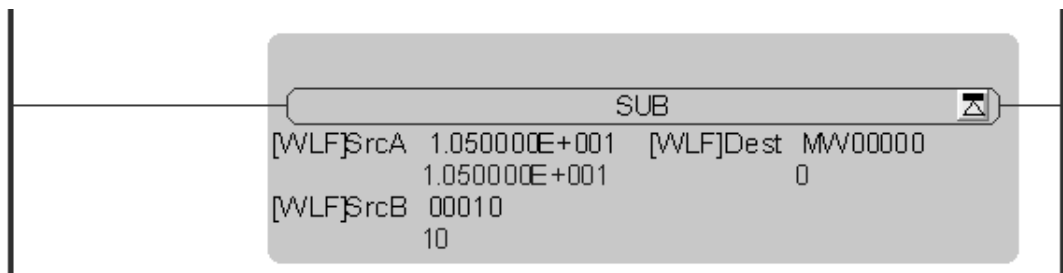 SUB
[WLF]SrcA 1.050000E+001 [WLF]Dest MW00000
1.050000E+001 0
[WLF]SrcB 00010
10